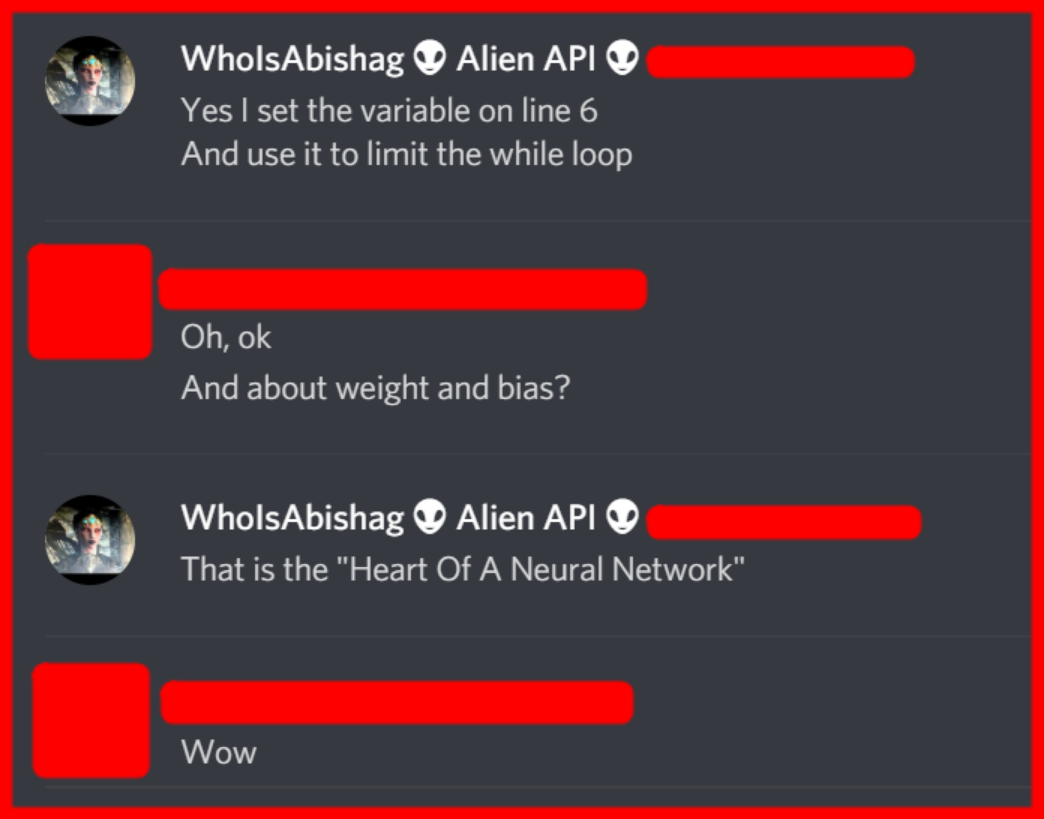 WhoIsAbishag 👽 Alien API 👽
Yes I set the variable on line 6
And use it to limit the while loop
Oh, ok
And about weight and bias?
WhoIsAbishag 👽 Alien API 👽
That is the "Heart Of A Neural Network"
Wow